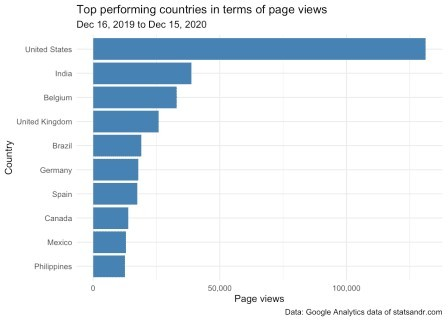 Top performing countries in terms of page views
Dec 16, 2019 to Dec 15, 2020
United States
India
Belgium
United Kingdom
Brazil
Germany
Spain
Canada
Mexico
Philippines
Country
0 50,000 100,000
Page views
Data: Google Analytics data of statsandr.com